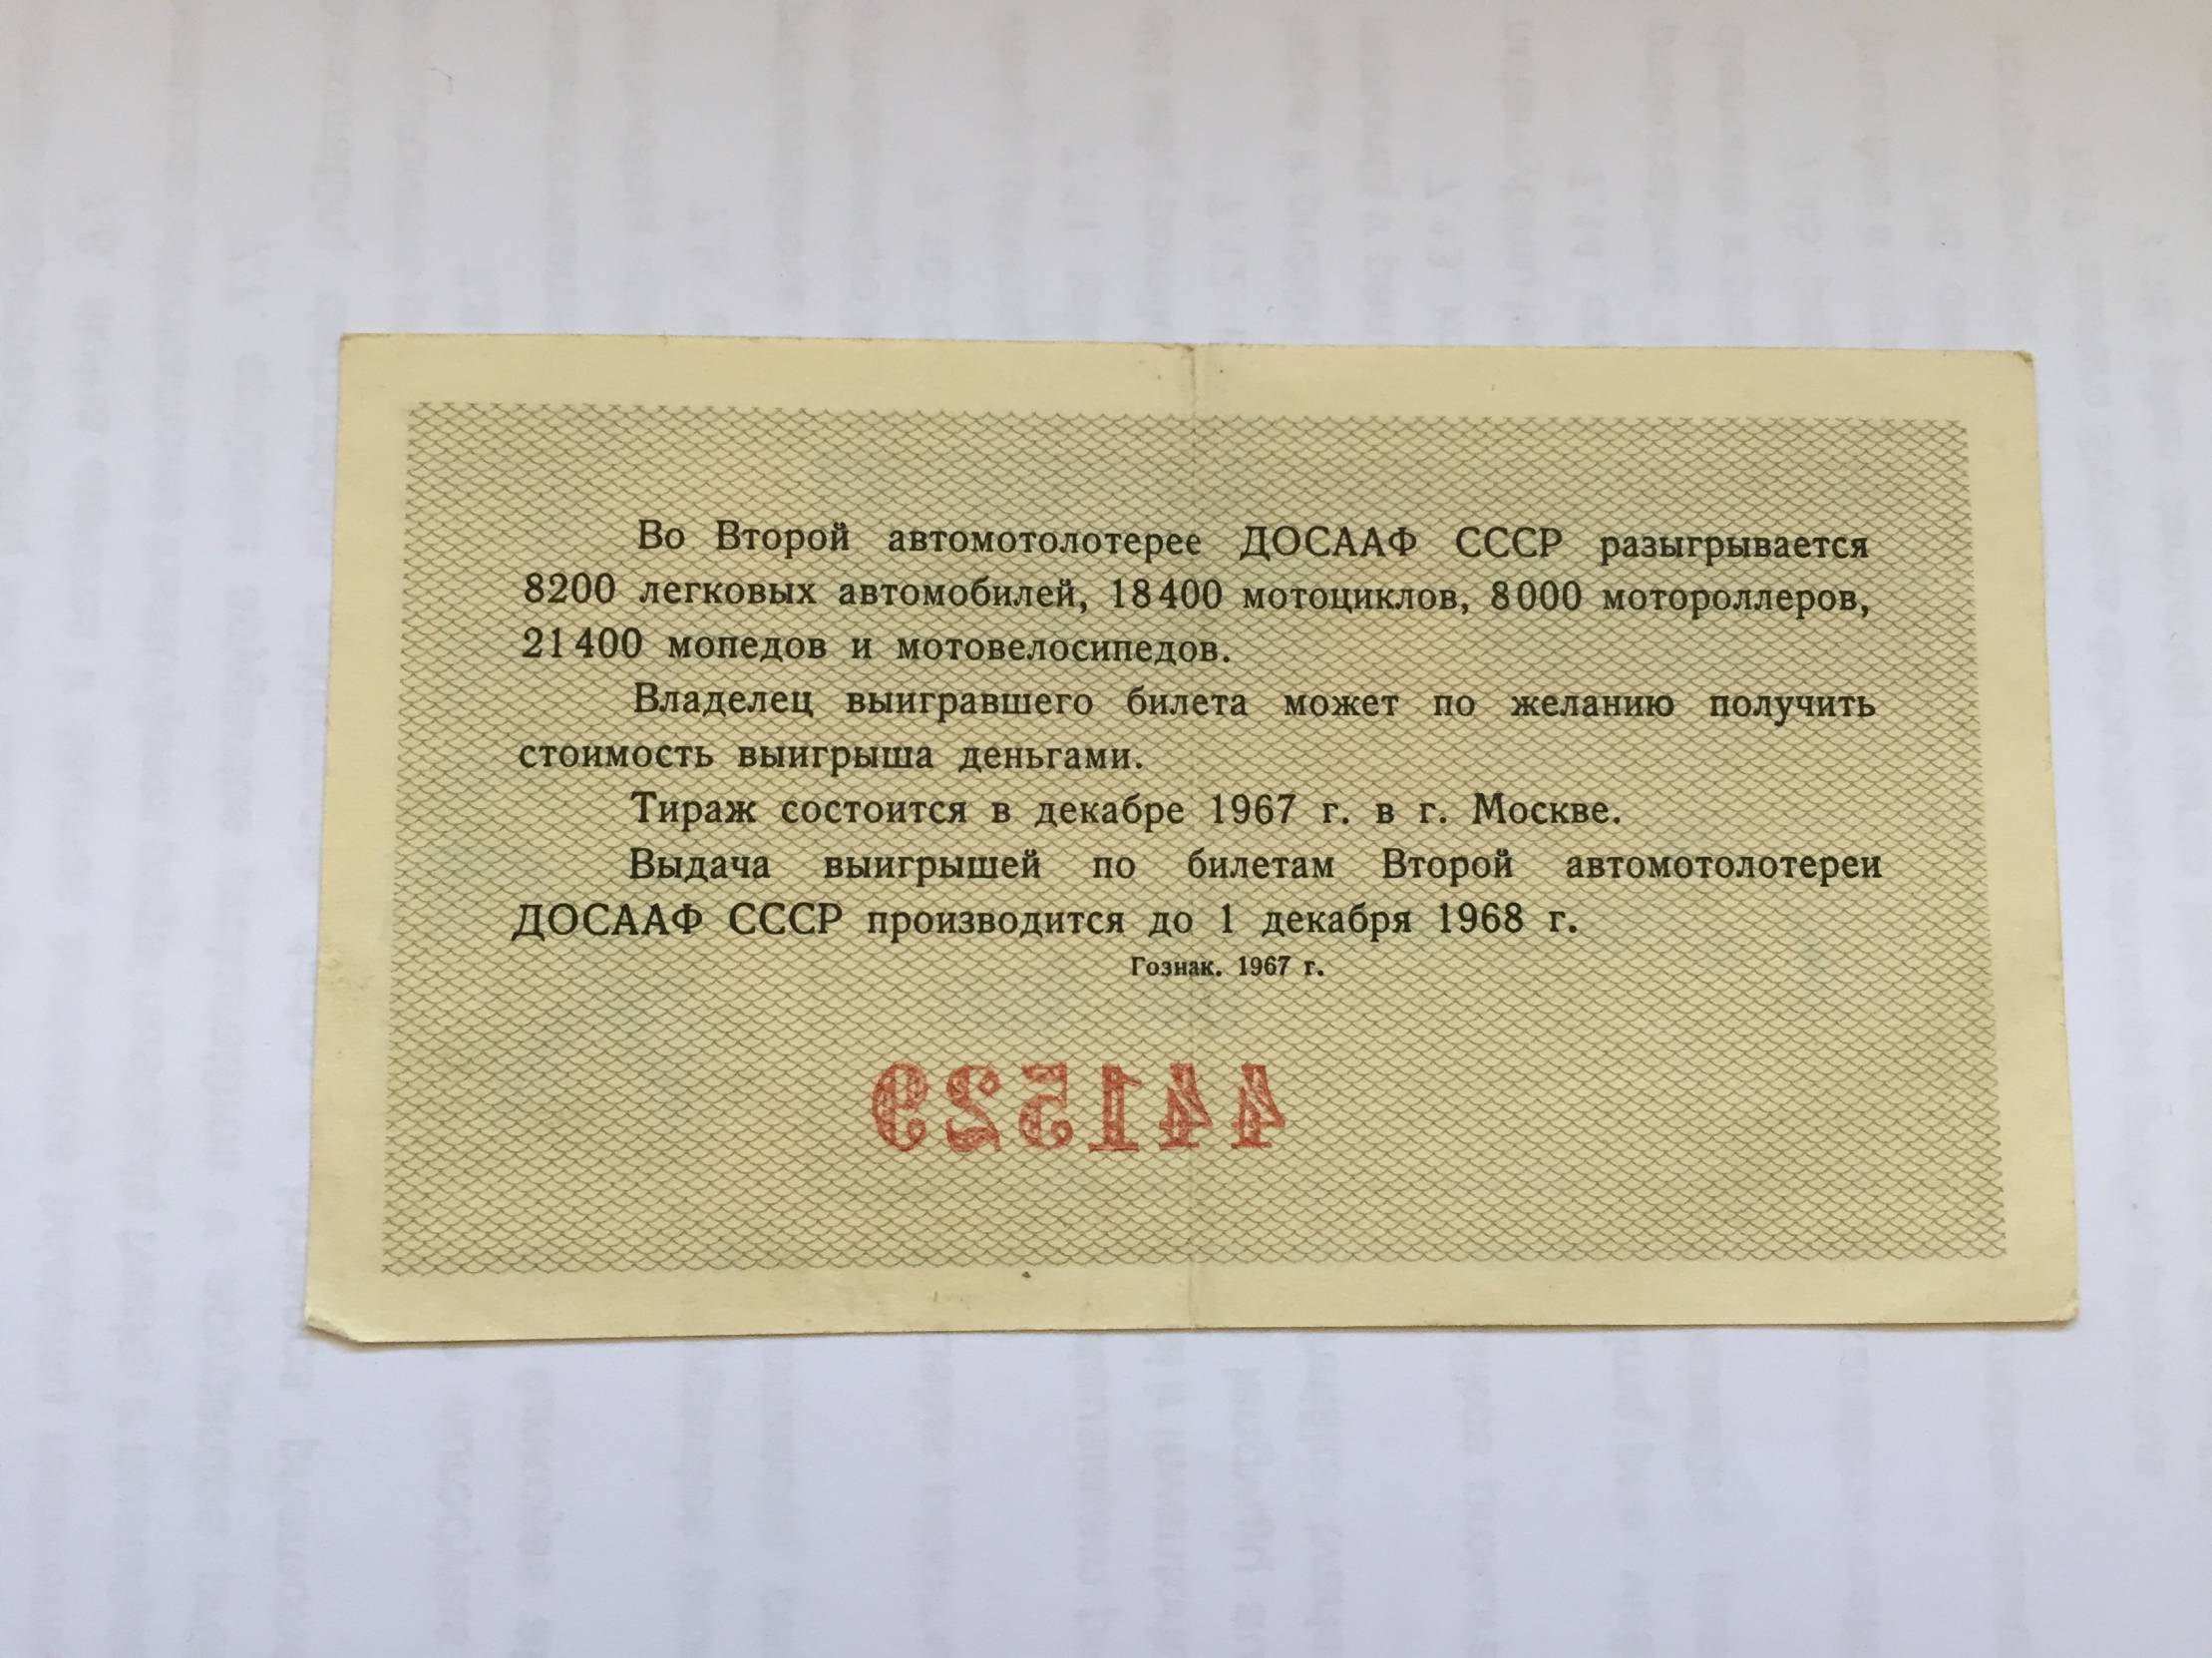 Во Второй автомотолотерее ДОСААФ СССР разыгрывается
8200 легковых автомобилей, 18400 мотоциклов, 8000 мотороллеров,
21400 мопедов и мотовелосипедов.
Владелец выигравшего билета может по желанию получить
стоимость выигрыша деньгами.
Тираж состоится в декабре 1967 г. в г. Москве.
Выдача выигрышей по билетам Второй автомотолотереи
ДОСААФ СССР производится до 1 декабря 1968 г.
Гознак. 1967 г.
441529